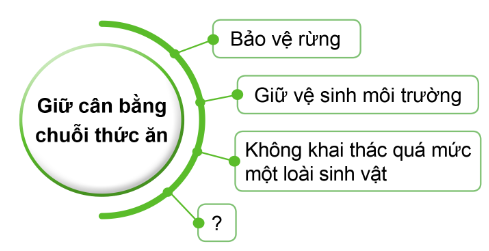 Giữ cân bằng
chuỗi thức ăn
Bảo vệ rừng
Giữ vệ sinh môi trường
Không khai thác quá mức
một loài sinh vật
?